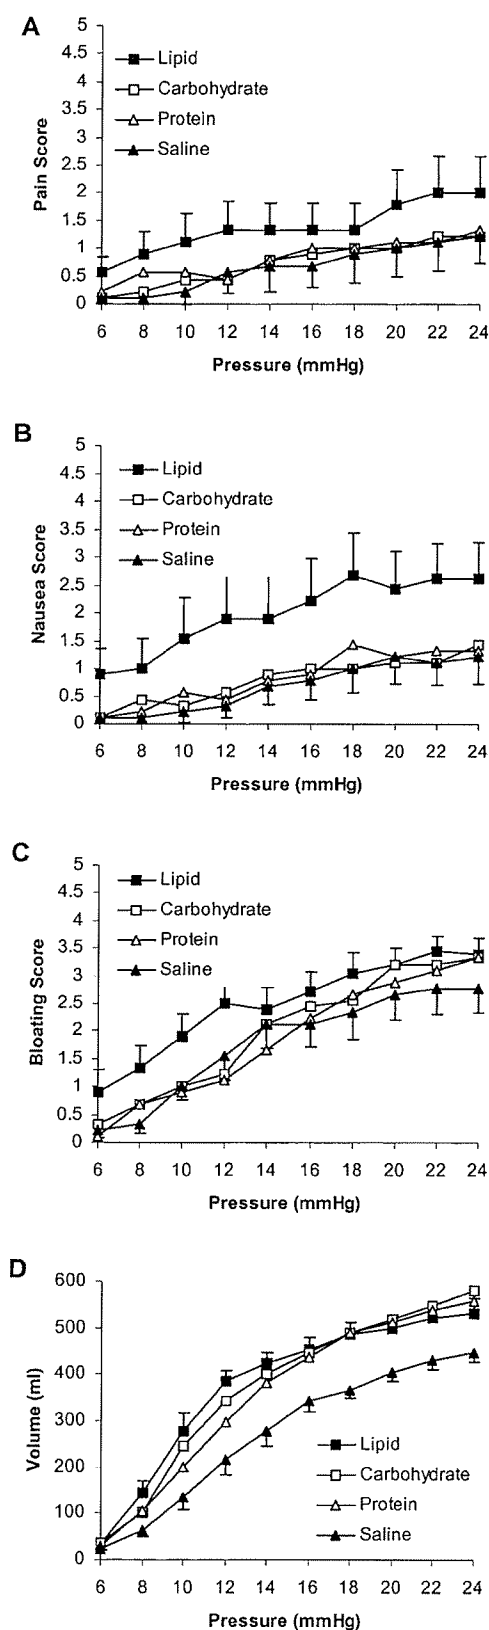 A
Pain Score
5
4.5
4
3.5
3
2.5
2
1.5
1
0.5
0
Lipid
Carbohydrate
Protein
Saline
6 8 10 12 14 16 18 20 22 24
Pressure (mmHg)
B
Nausea Score
5
4.5
4
3.5
3
2.5
2
1.5
1
0.5
0
Lipid
Carbohydrate
Protein
Saline
6 8 10 12 14 16 18 20 22 24
Pressure (mmHg)
C
Bloating Score
5
4.5
4
3.5
3
2.5
2
1.5
1
0.5
0
Lipid
Carbohydrate
Protein
Saline
6 8 10 12 14 16 18 20 22 24
Pressure (mmHg)
D
Volume (ml)
600
500
400
300
200
100
0
Lipid
Carbohydrate
Protein
Saline
6 8 10 12 14 16 18 20 22 24
Pressure (mmHg)